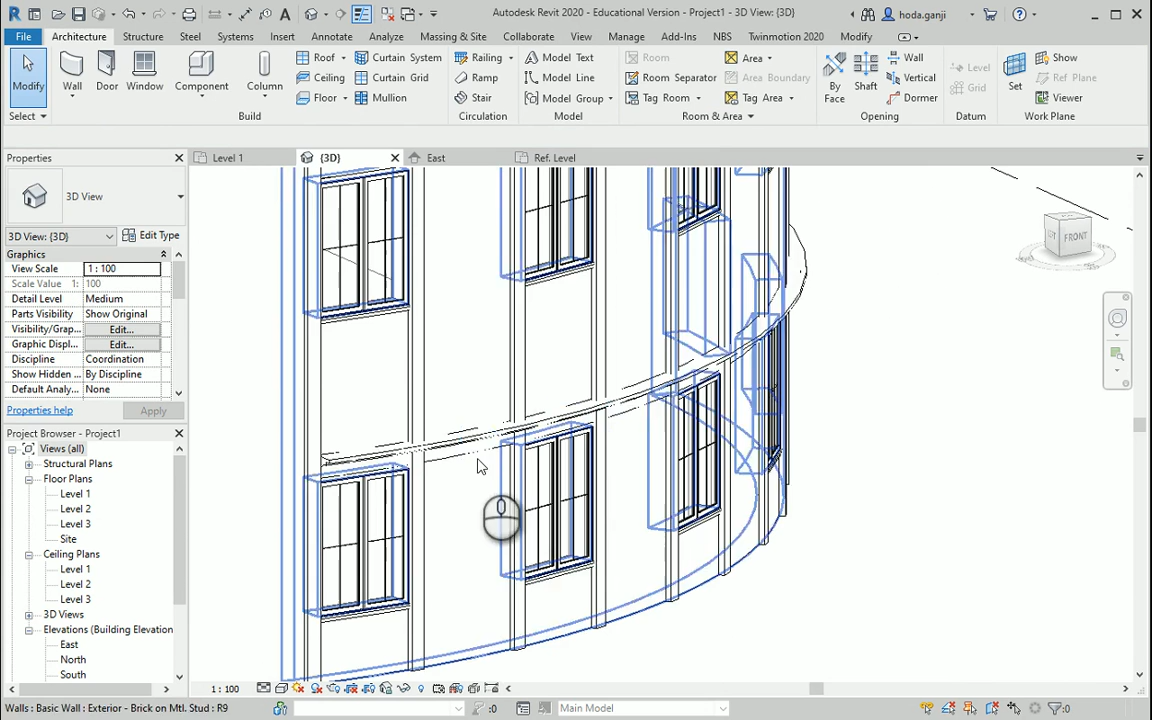 Autodesk Revit 2020 - Educational Version - Project1 - 3D View: {3D}
hoda.ganji
File Architecture Structure Steel Systems Insert Annotate Analyze Massing & Site Collaborate View Manage Add-Ins NBS Twinmotion 2020 Modify
Modify
Wall
Door
Window
Component
Roof
Ceiling
Floor
Curtain System
Curtain Grid
Mullion
Column
Railing
Ramp
Stair
Model Text
Model Line
Model Group
Room
Room Separator
Tag Room
Area
Area Boundary
Tag Area
By Face
Shaft
Wall
Vertical
Dormer
Level
Grid
Set
Show
Ref Plane
Viewer
Select
Build
Circulation
Model
Room & Area
Opening
Datum
Work Plane
Properties
3D View
3D View: {3D}
Edit Type
Graphics
View Scale 1 : 100
Scale Value 1: 100
Detail Level Medium
Parts Visibility Show Original
Visibility/Grap... Edit...
Graphic Displ... Edit...
Discipline Coordination
Show Hidden ... By Discipline
Default Analy... None
Properties help
Apply
Project Browser - Project1
Views (all)
Structural Plans
Floor Plans
Level 1
Level 2
Level 3
Site
Ceiling Plans
Level 1
Level 2
Level 3
3D Views
Elevations (Building Elevation
East
North
South
Level 1
{3D}
East
Ref. Level
FRONT
1 : 100
Walls : Basic Wall : Exterior - Brick on Mtl. Stud : R9
:0
Main Model
:0